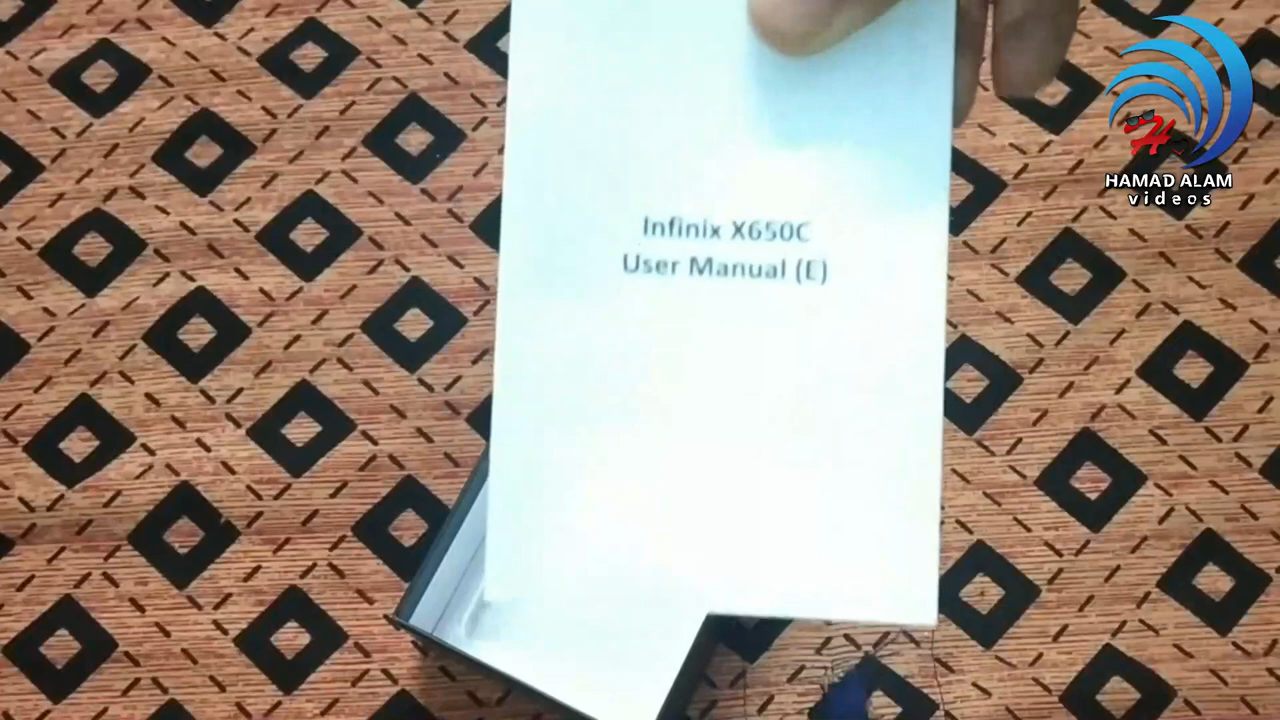 Infinix X650C
User Manual (E)
H
HAMAD ALAM
videos